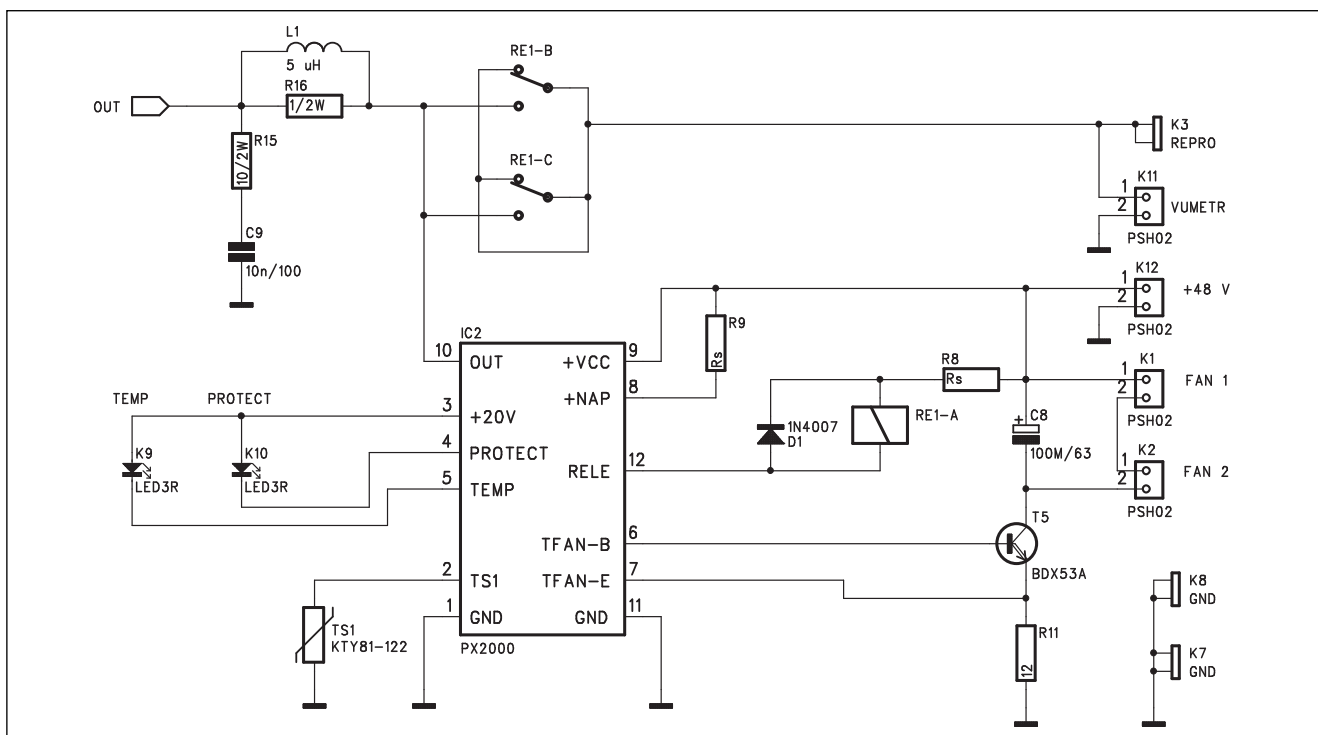 L1
5 uH
R16
1/2W
OUT
R15
10/2W
C9
10n/100
RE1-B
RE1-C
K3
REPRO
K11
1
2
VUMETR
PSH02
K12
1
2
+48 V
PSH02
K1
1
2
FAN 1
PSH02
K2
1
2
FAN 2
PSH02
R9
Rs
R8
Rs
RE1-A
1N4007
D1
C8
+
100M/63
T5
BDX53A
R11
12
K8
GND
K7
GND
IC2
10 OUT
+VCC 9
+NAP 8
3 +20V
4 PROTECT
RELE 12
5 TEMP
TFAN-B 6
2 TS1
TFAN-E 7
1 GND
GND 11
PX2000
TEMP
PROTECT
K9
LED3R
K10
LED3R
TS1
KTY81-122